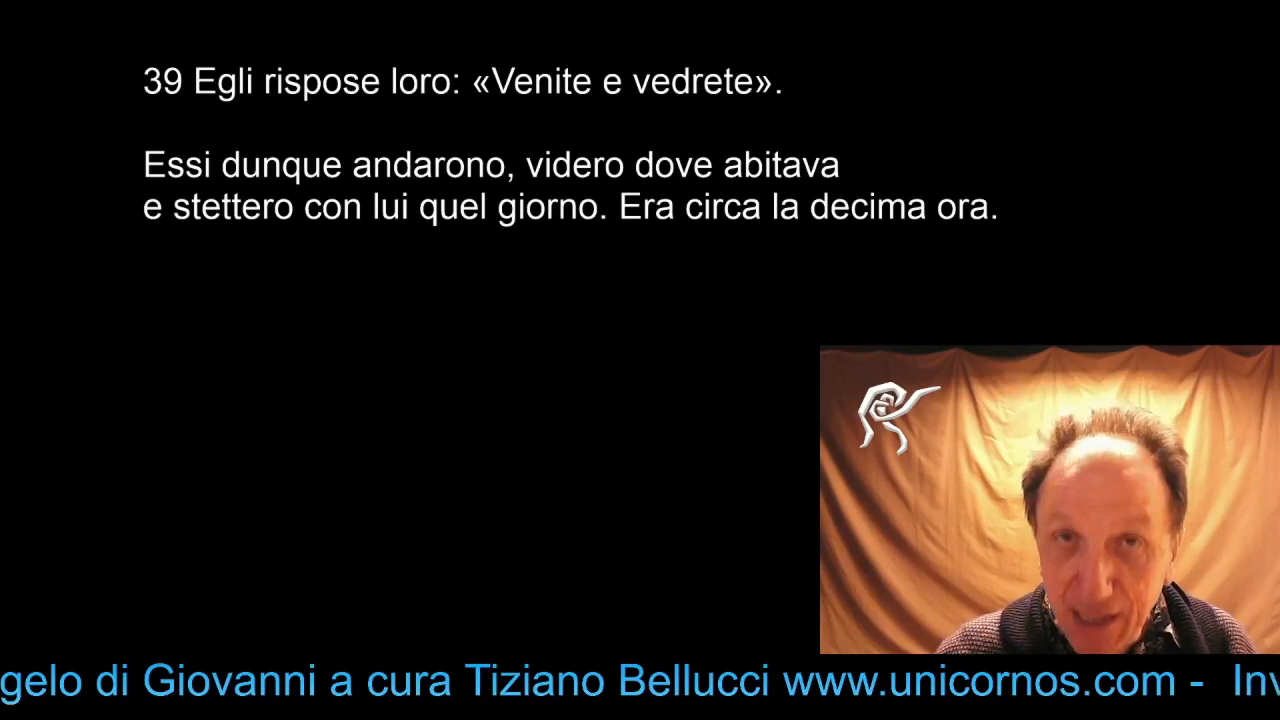 39 Egli rispose loro: «Venite e vedrete».
Essi dunque andarono, videro dove abitava
e stettero con lui quel giorno. Era circa la decima ora.
gelo di Giovanni a cura Tiziano Bellucci www.unicornos.com - Inv